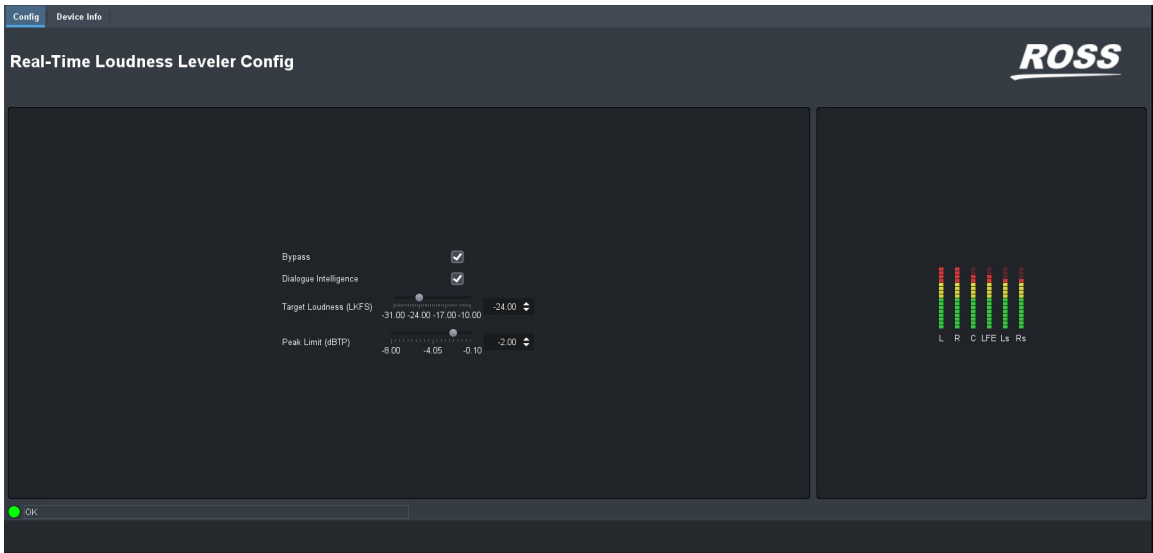 Config Device Info
Real-Time Loudness Leveler Config
ROSS
Bypass
Dialogue Intelligence
Target Loudness (LKFS)
-31.00 -24.00 -17.00 -10.00
-24.00
Peak Limit (dBTP)
-8.00 -4.05 -0.10
-2.00
L R C LFE Ls Rs
OK